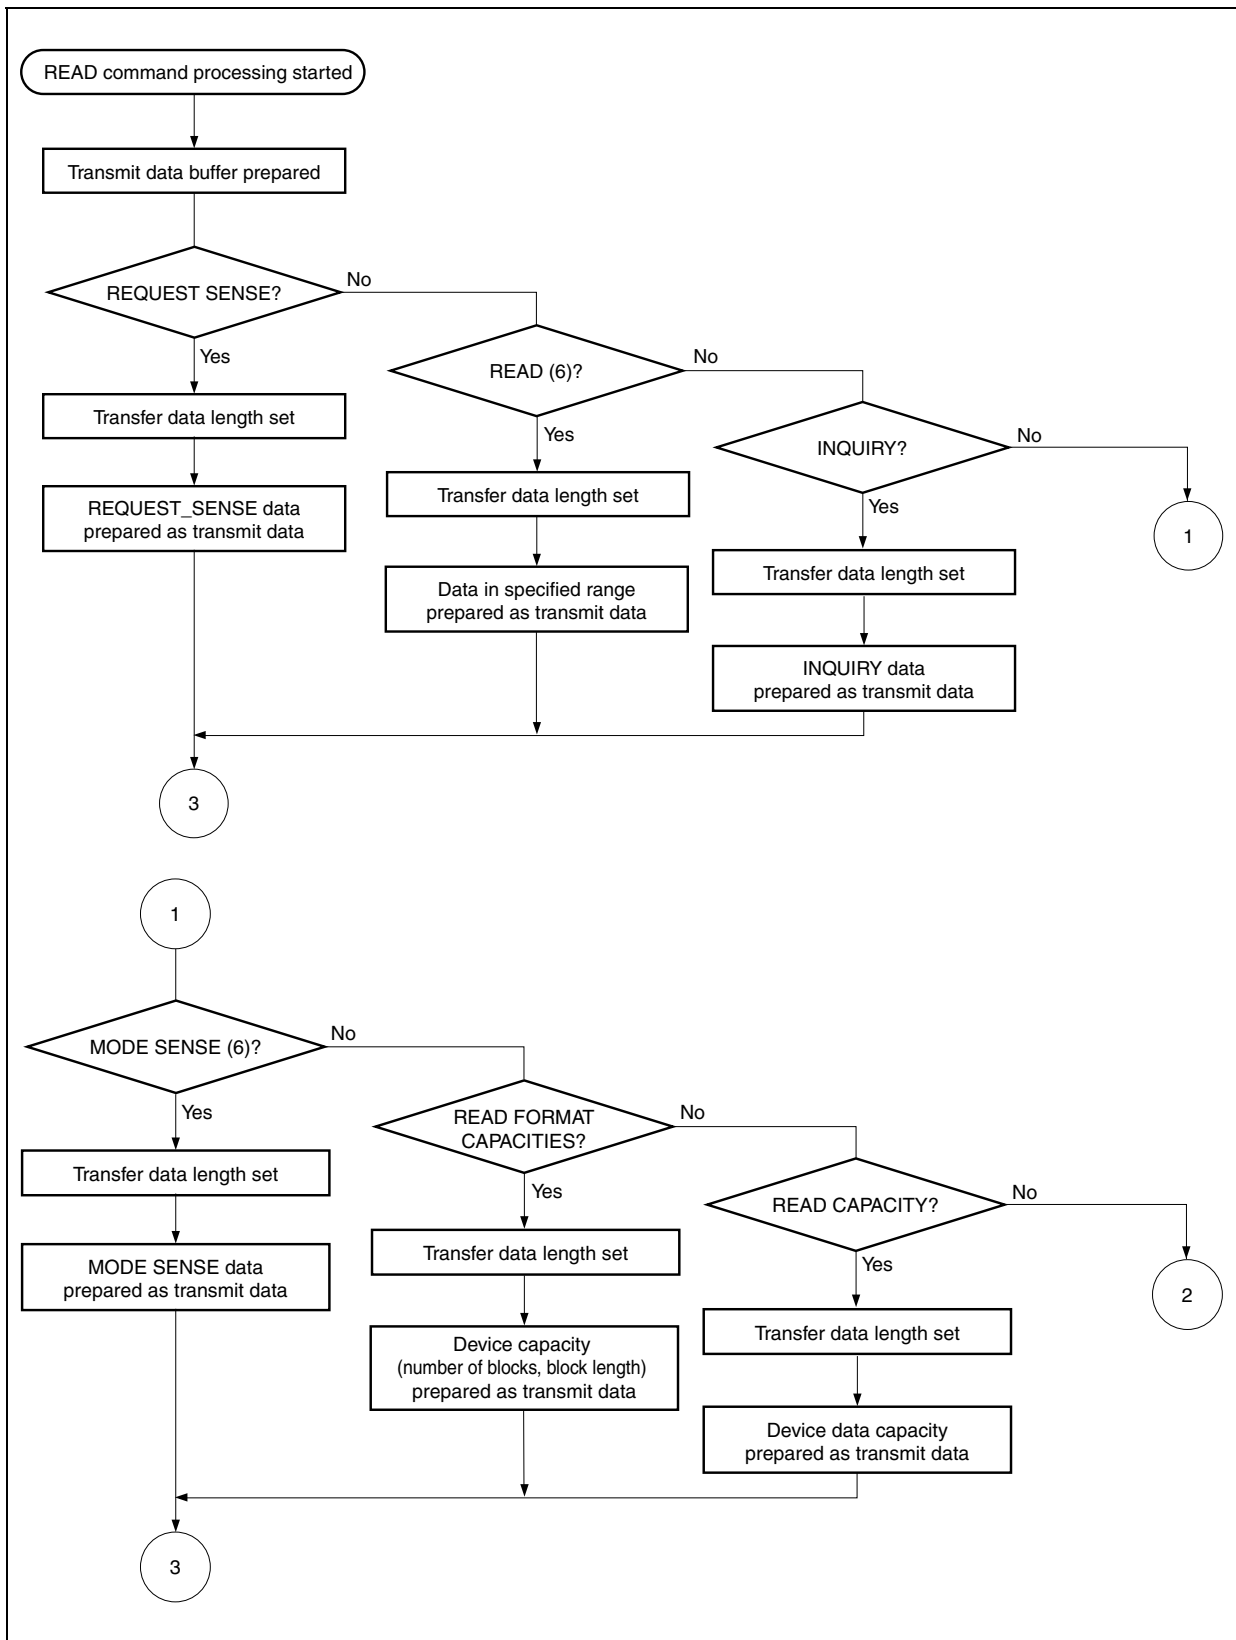 READ command processing started
Transmit data buffer prepared
REQUEST SENSE?
No
Yes
Transfer data length set
REQUEST_SENSE data
prepared as transmit data
READ (6)?
No
Yes
Transfer data length set
Data in specified range
prepared as transmit data
INQUIRY?
No
Yes
Transfer data length set
INQUIRY data
prepared as transmit data
1
3
1
MODE SENSE (6)?
No
Yes
Transfer data length set
MODE SENSE data
prepared as transmit data
READ FORMAT
CAPACITIES?
No
Yes
Transfer data length set
Device capacity
(number of blocks, block length)
prepared as transmit data
READ CAPACITY?
No
Yes
Transfer data length set
Device data capacity
prepared as transmit data
2
3